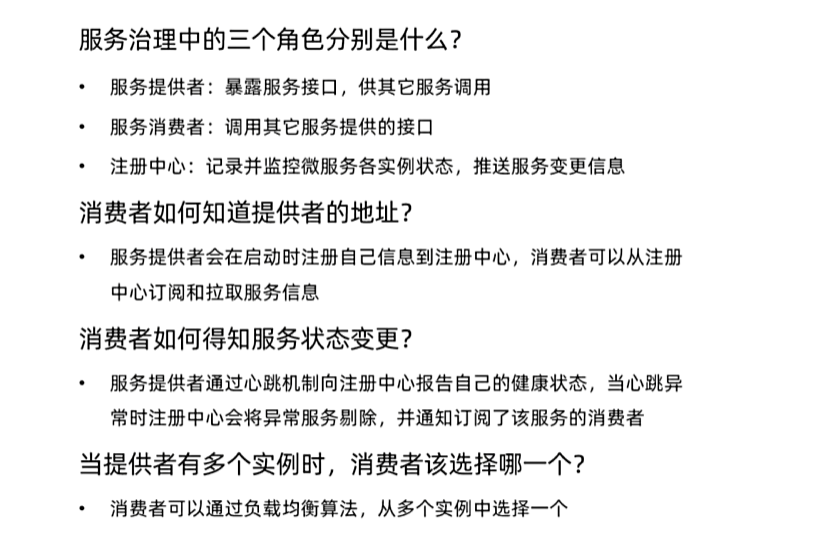 服务治理中的三个角色分别是什么？
• 服务提供者：暴露服务接口，供其它服务调用
• 服务消费者：调用其它服务提供的接口
• 注册中心：记录并监控微服务各实例状态，推送服务变更信息
消费者如何知道提供者的地址？
• 服务提供者会在启动时注册自己信息到注册中心，消费者可以从注册
中心订阅和拉取服务信息
消费者如何得知服务状态变更？
• 服务提供者通过心跳机制向注册中心报告自己的健康状态，当心跳异
常时注册中心会将异常服务剔除，并通知订阅了该服务的消费者
当提供者有多个实例时，消费者该选择哪一个？
• 消费者可以通过负载均衡算法，从多个实例中选择一个